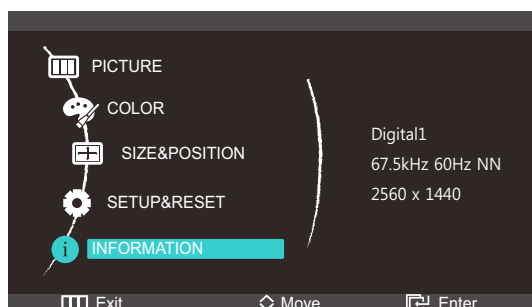 PICTURE
COLOR
SIZE&POSITION
SETUP&RESET
i INFORMATION
Digital1
67.5kHz 60Hz NN
2560 x 1440
Exit Move Enter